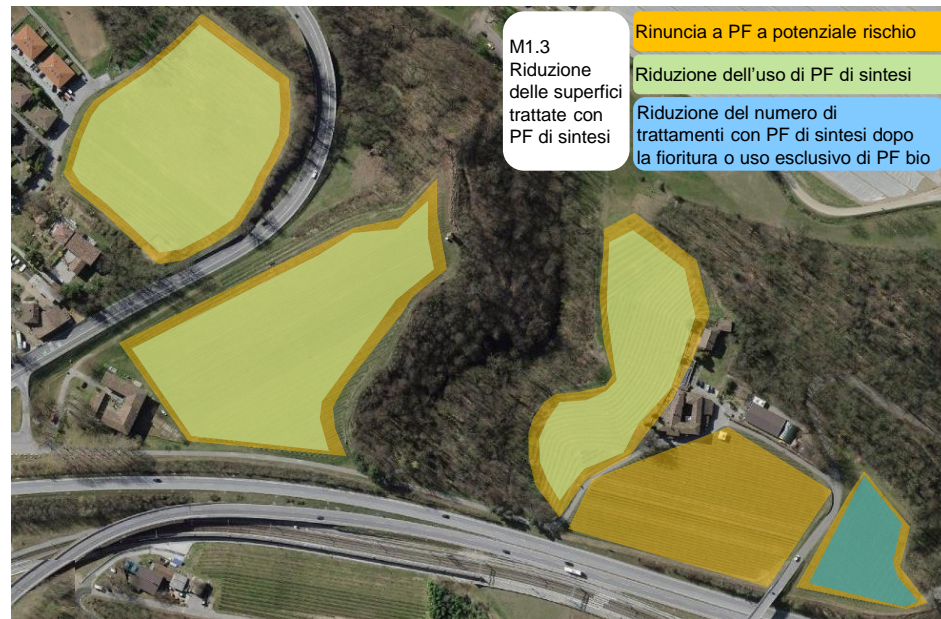 M1.3
Riduzione
delle superfici
trattate con
PF di sintesi
Rinuncia a PF a potenziale rischio
Riduzione dell'uso di PF di sintesi
Riduzione del numero di
trattamenti con PF di sintesi dopo
la fioritura o uso esclusivo di PF bio